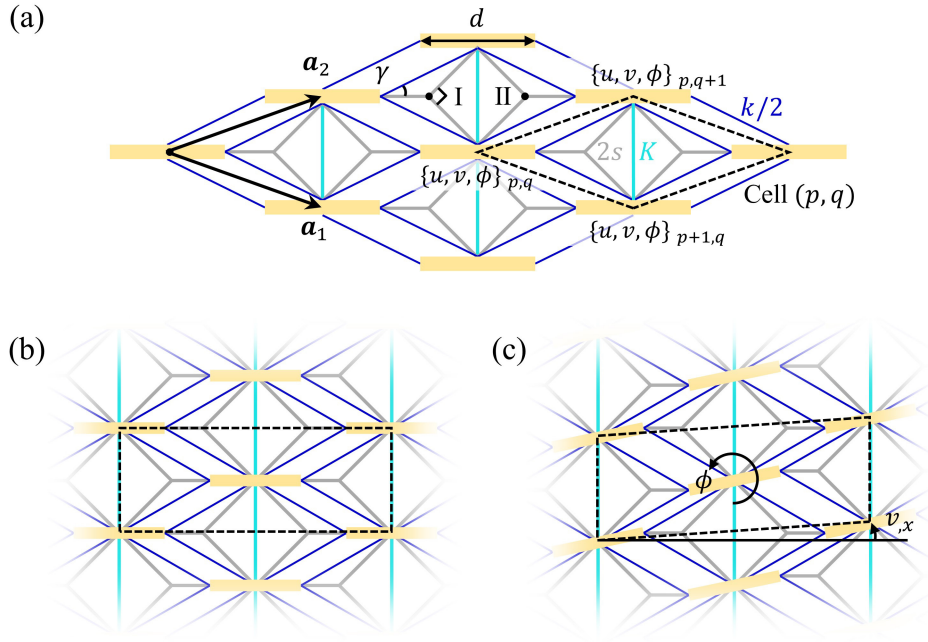 (a)
d
a₂
γ
I
II
{u, v, ϕ} p,q+1
k/2
2s
K
{u, v, ϕ} p,q
Cell (p, q)
a₁
{u, v, ϕ} p+1,q
(b)
(c)
ϕ
v,x